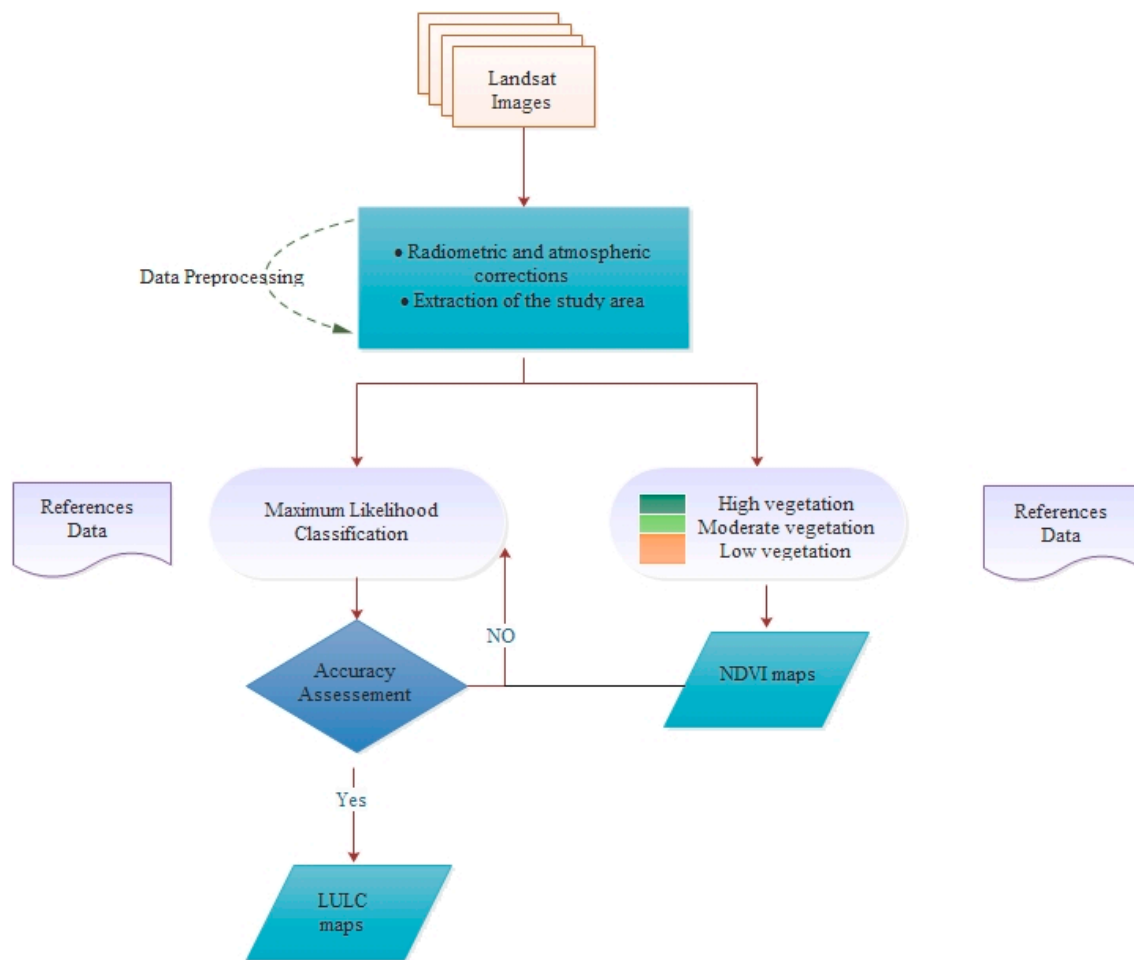 Landsat
Images
● Radiometric and atmospheric
corrections
● Extraction of the study area
Data Preprocessing
References
Data
Maximum Likelihood
Classification
High vegetation
Moderate vegetation
Low vegetation
References
Data
NO
Accuracy
Assessement
NDVI maps
Yes
LULC
maps